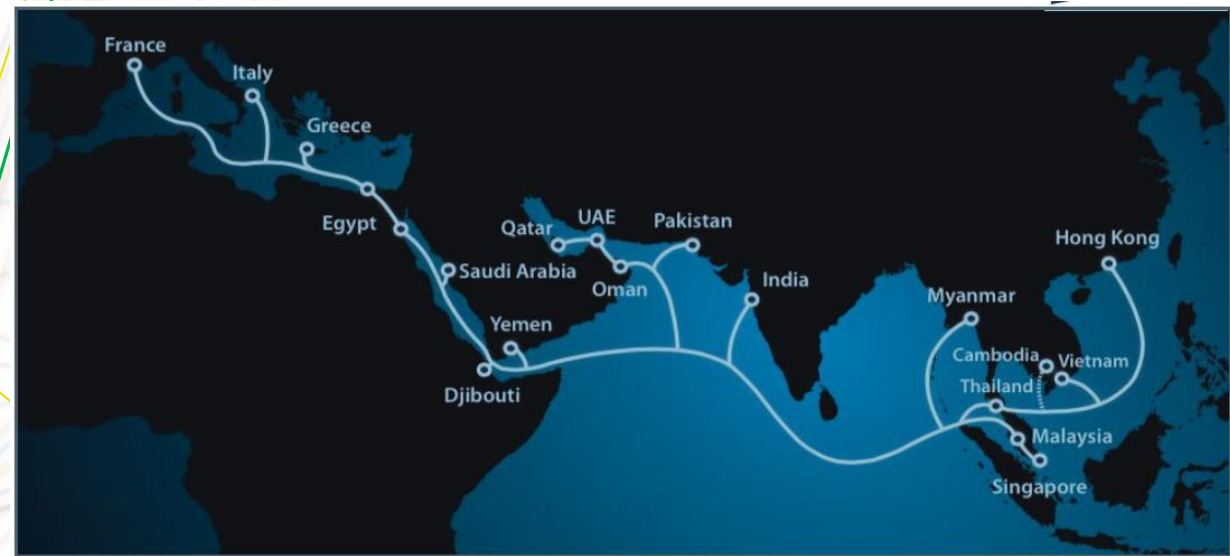 France
Italy
Greece
Egypt
Qatar
UAE
Pakistan
Hong Kong
Saudi Arabia
Oman
India
Myanmar
Yemen
Cambodia
Vietnam
Thailand
Djibouti
Malaysia
Singapore